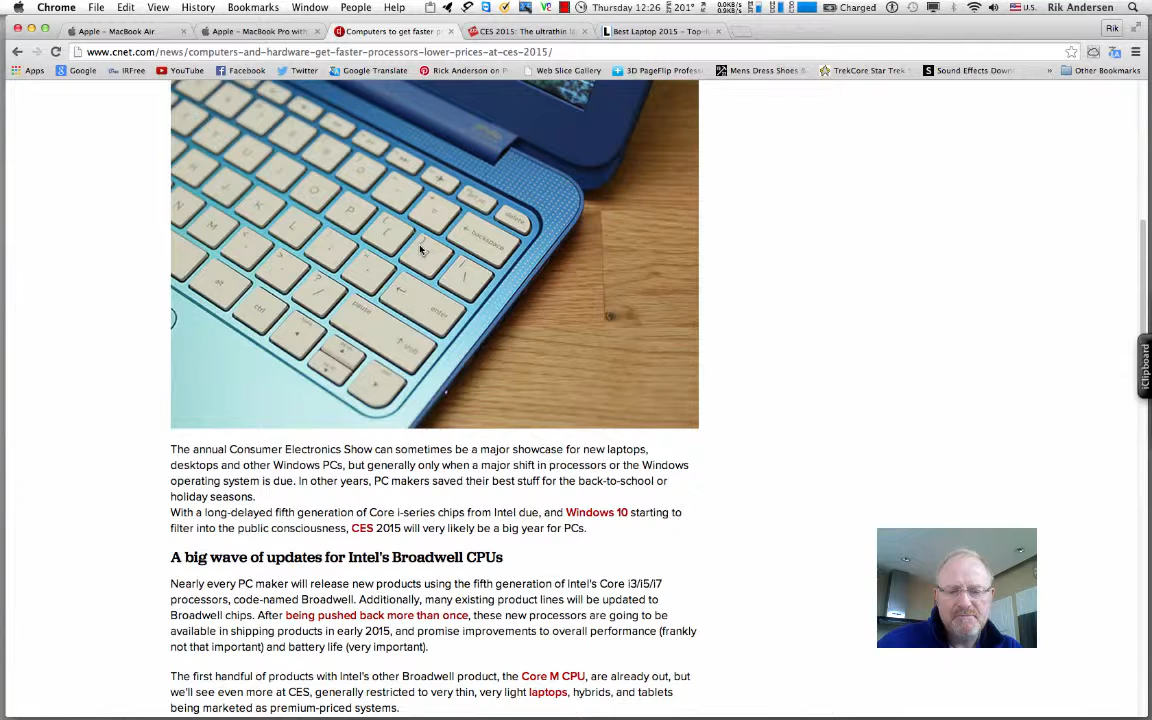 Chrome File Edit View History Bookmarks Window People Help Thursday 12:26 201° 0.0KB/s 0.0KB/s Charged U.S. Rik Andersen
Apple – MacBook Air Apple – MacBook Pro with Computers to get faster p CES 2015: The ultrathin la Best Laptop 2015 – Top- Rik
www.cnet.com/news/computers-and-hardware-get-faster-processors-lower-prices-at-ces-2015/
Apps Google IRFree YouTube Facebook Twitter Google Translate Rick Anderson on P Web Slice Gallery 3D PageFlip Profess Mens Dress Shoes TrekCore Star Trek Sound Effects Down » Other Bookmarks
delete
backspace
P
K
L
M
N
enter
pause
shift
alt
ctrl
iClipboard
The annual Consumer Electronics Show can sometimes be a major showcase for new laptops,
desktops and other Windows PCs, but generally only when a major shift in processors or the Windows
operating system is due. In other years, PC makers saved their best stuff for the back-to-school or
holiday seasons.
With a long-delayed fifth generation of Core i-series chips from Intel due, and Windows 10 starting to
filter into the public consciousness, CES 2015 will very likely be a big year for PCs.
A big wave of updates for Intel's Broadwell CPUs
Nearly every PC maker will release new products using the fifth generation of Intel's Core i3/i5/i7
processors, code-named Broadwell. Additionally, many existing product lines will be updated to
Broadwell chips. After being pushed back more than once, these new processors are going to be
available in shipping products in early 2015, and promise improvements to overall performance (frankly
not that important) and battery life (very important).
The first handful of products with Intel's other Broadwell product, the Core M CPU, are already out, but
we'll see even more at CES, generally restricted to very thin, very light laptops, hybrids, and tablets
being marketed as premium-priced systems.